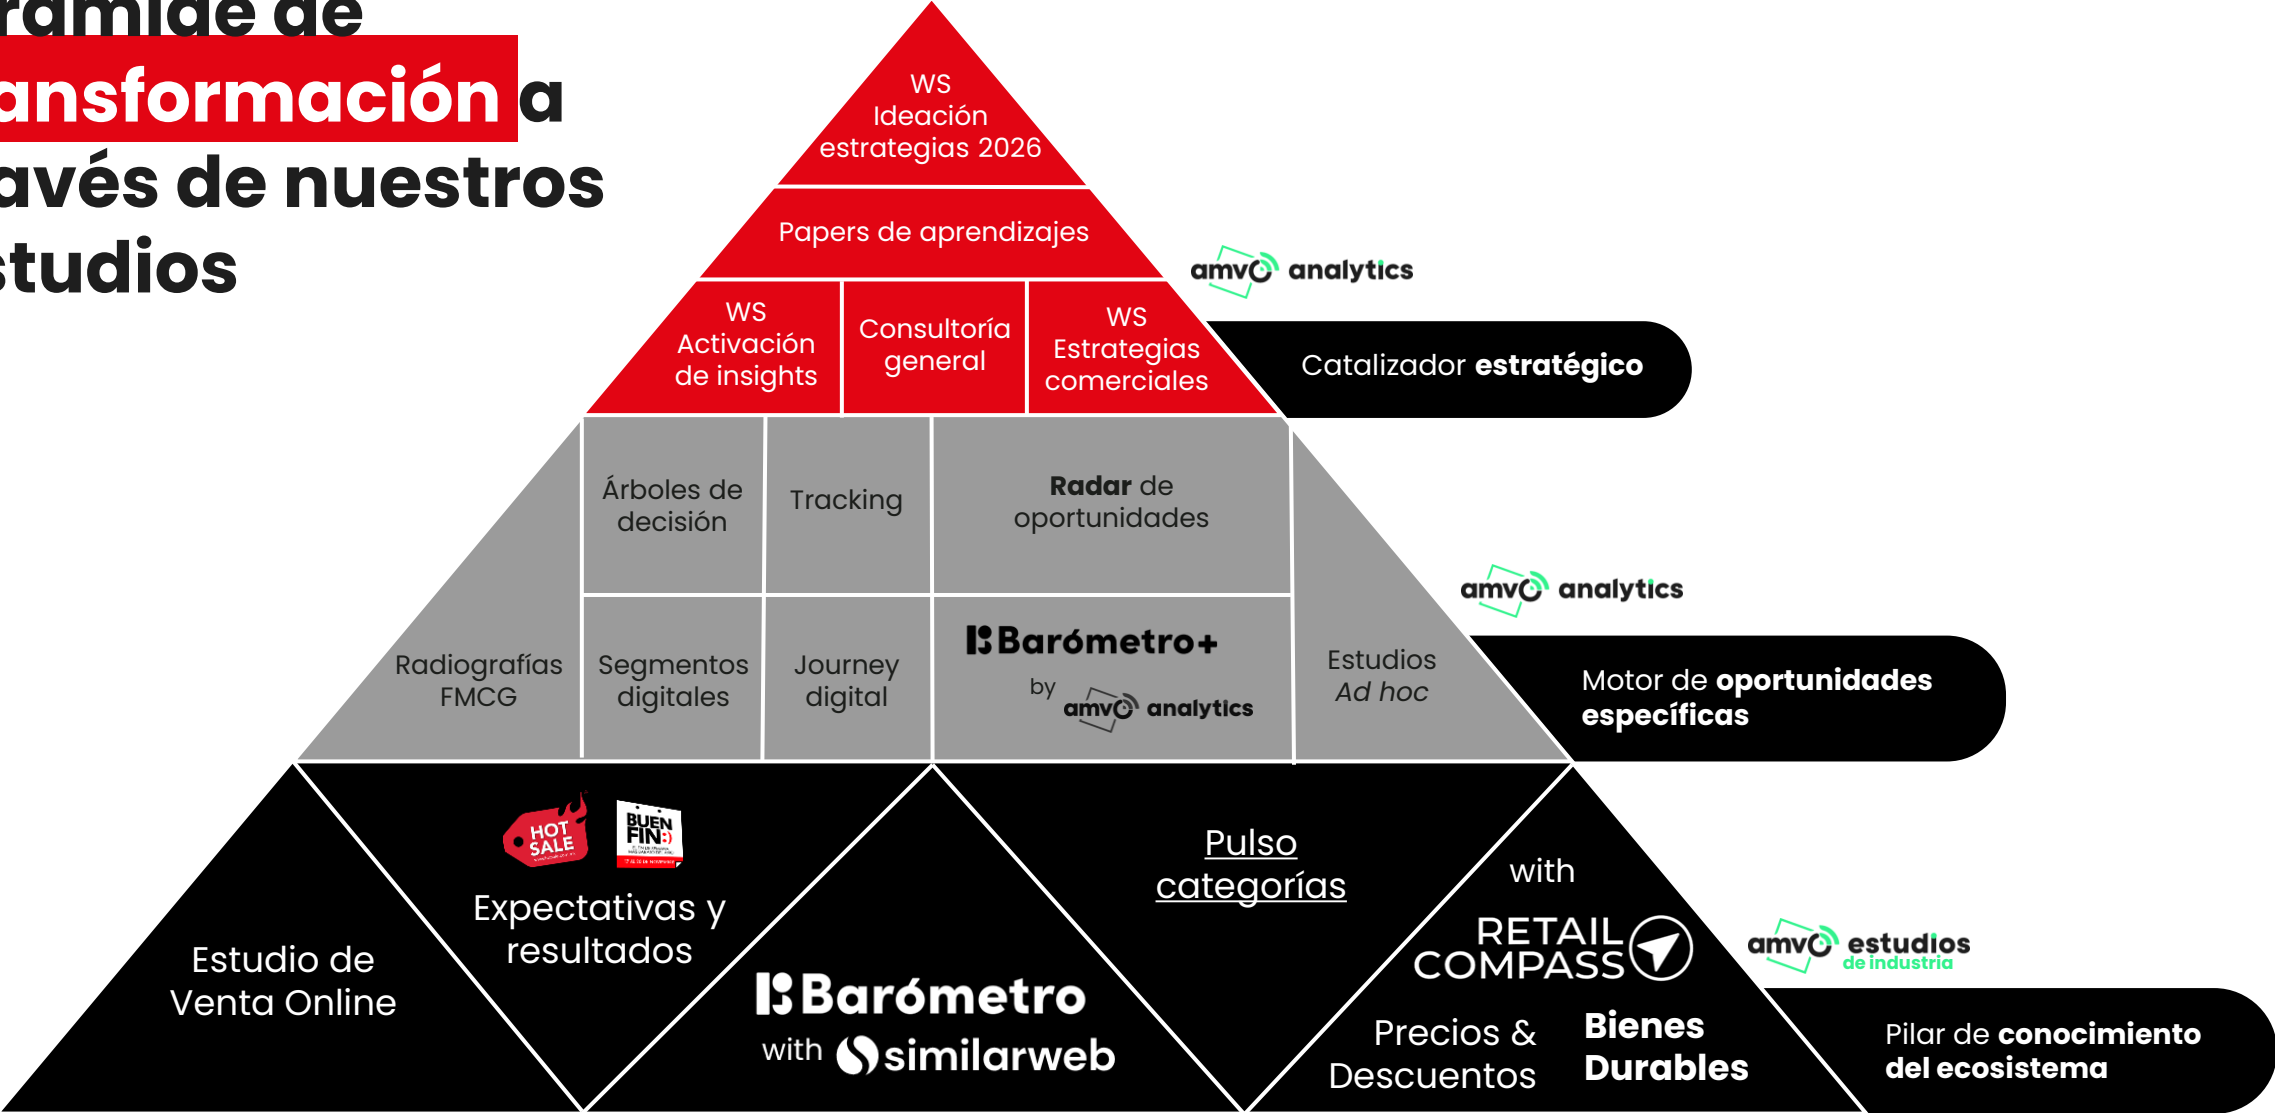 rámide de
ansformación a
avés de nuestros
studios
WS
Ideación
estrategias 2026
Papers de aprendizajes
WS
Activación
de insights
Consultoría
general
WS
Estrategias
comerciales
amvo analytics
Catalizador estratégico
Árboles de
decisión
Tracking
Radar de
oportunidades
Radiografías
FMCG
Segmentos
digitales
Journey
digital
Barómetro+
by amvo analytics
Estudios
Ad hoc
amvo analytics
Motor de oportunidades
específicas
Estudio de
Venta Online
HOT
SALE
BUEN
FIN
Expectativas y
resultados
Barómetro
with similarweb
Pulso
categorías
with
RETAIL
COMPASS
Precios &
Descuentos
Bienes
Durables
amvo estudios
de industria
Pilar de conocimiento
del ecosistema